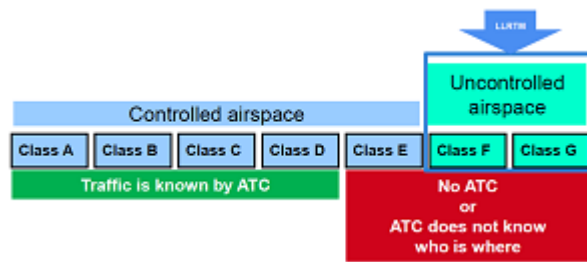 LLRTM
Uncontrolled
airspace
Controlled airspace
Class A Class B Class C Class D Class E Class F Class G
Traffic is known by ATC
No ATC
or
ATC does not know
who is where